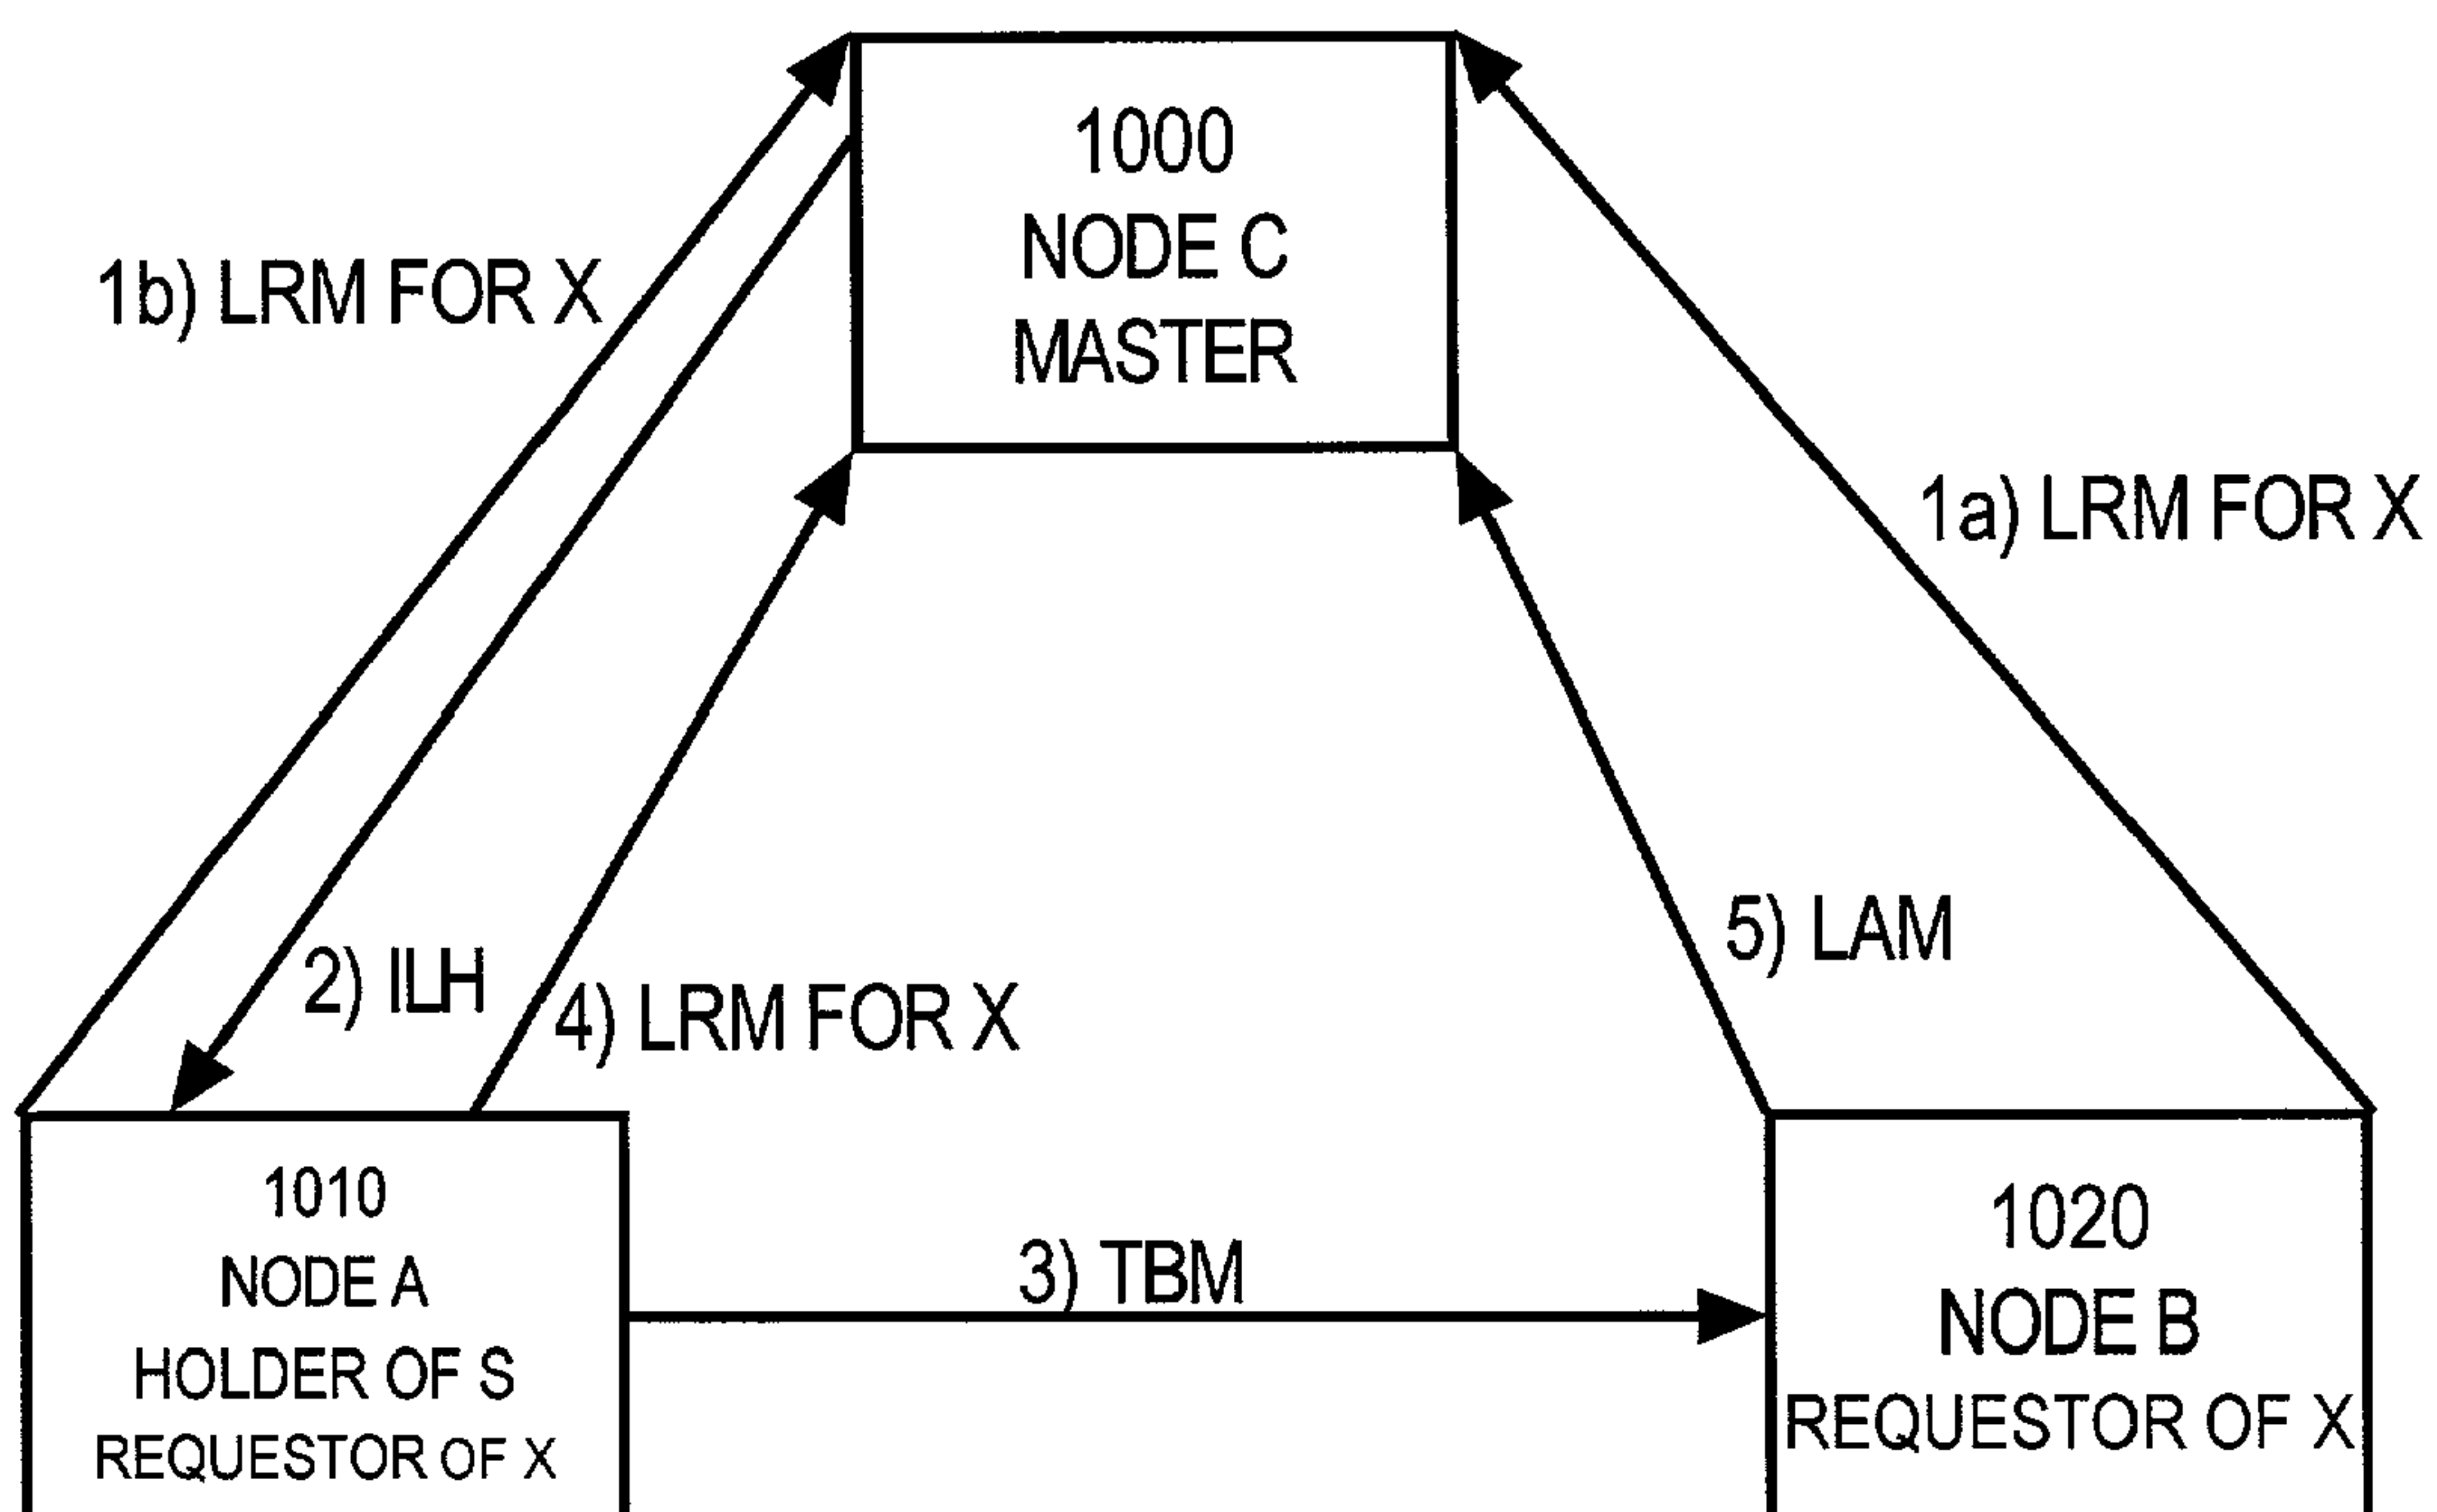 1000
NODE C
MASTER
1b) LRM FOR X
1a) LRM FOR X
2) ILH
4) LRM FOR X
5) LAM
1010
NODE A
HOLDER OF S
REQUESTOR OF X
3) TBM
1020
NODE B
REQUESTOR OF X